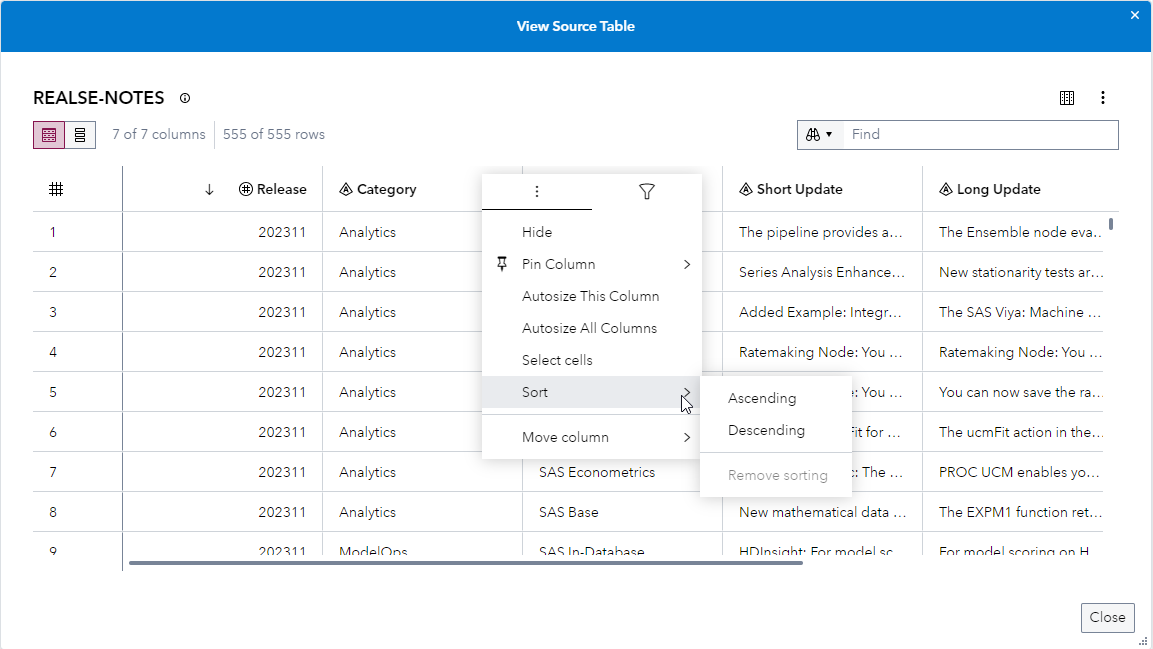 View Source Table
REALSE-NOTES
7 of 7 columns 555 of 555 rows
Find
Release Category Short Update Long Update
1 202311 Analytics The pipeline provides a... The Ensemble node eva...
2 202311 Analytics Series Analysis Enhance... New stationarity tests ar...
3 202311 Analytics Added Example: Integr... The SAS Viya: Machine ...
4 202311 Analytics Ratemaking Node: You ... Ratemaking Node: You ...
5 202311 Analytics : You ... You can now save the ra...
6 202311 Analytics Fit for ... The ucmFit action in the...
7 202311 Analytics SAS Econometrics : The ... PROC UCM enables yo...
8 202311 Analytics SAS Base New mathematical data ... The EXPM1 function ret...
9 202311 ModelOps SAS In-Database HDInsight: For model sc... For model scoring on H...
Hide
Pin Column
Autosize This Column
Autosize All Columns
Select cells
Sort
Move column
Ascending
Descending
Remove sorting
Close